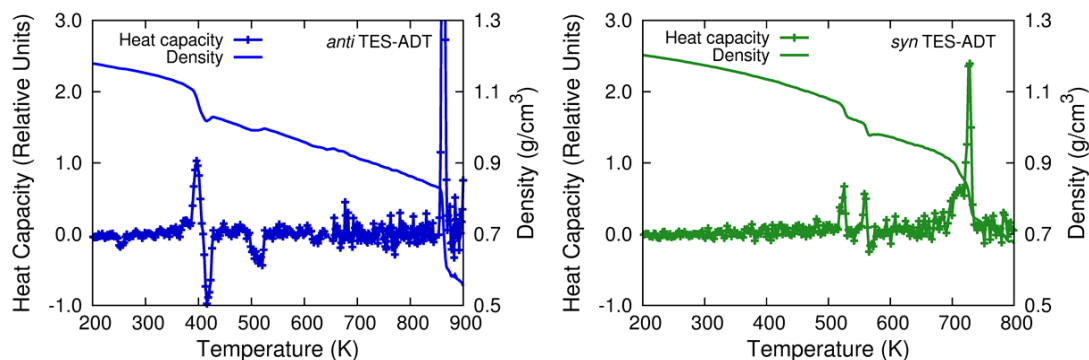 Heat Capacity (Relative Units)
3.0
2.0
1.0
0.0
-1.0
Heat capacity
Density
anti TES-ADT
1.3
1.1
0.9
0.7
0.5
Density (g/cm³)
200 300 400 500 600 700 800 900
Temperature (K)
Heat Capacity (Relative Units)
3.0
2.0
1.0
0.0
-1.0
Heat capacity
Density
syn TES-ADT
1.3
1.1
0.9
0.7
0.5
Density (g/cm³)
200 300 400 500 600 700 800
Temperature (K)